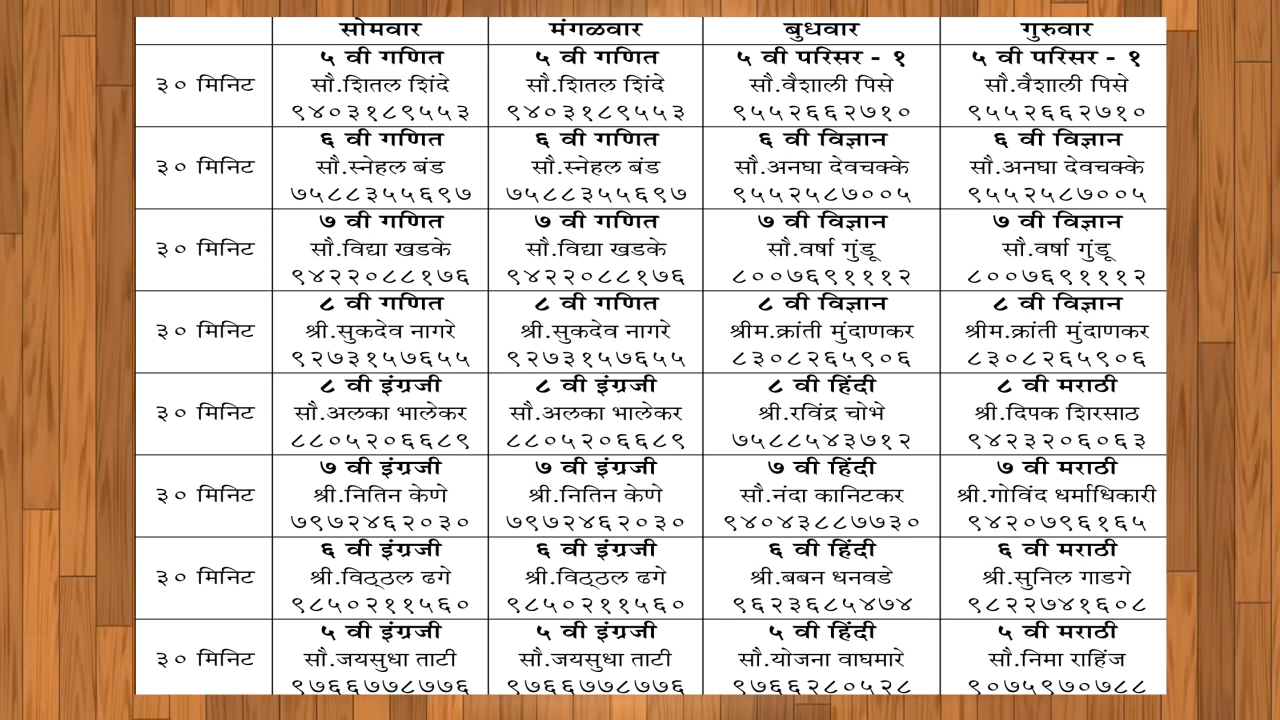 सोमवार मंगळवार बुधवार गुरुवार
५ वी गणित ५ वी गणित ५ वी परिसर - १ ५ वी परिसर - १
३० मिनिट सौ.शितल शिंदे सौ.शितल शिंदे सौ.वैशाली पिसे सौ.वैशाली पिसे
९४०३१८९५५३ ९४०३१८९५५३ ९५५२६६२७१० ९५५२६६२७१०
६ वी गणित ६ वी गणित ६ वी विज्ञान ६ वी विज्ञान
३० मिनिट सौ.स्नेहल बंड सौ.स्नेहल बंड सौ.अनघा देवचक्के सौ.अनघा देवचक्के
७५८८३५५६९७ ७५८८३५५६९७ ९५५२५८७००५ ९५५२५८७००५
७ वी गणित ७ वी गणित ७ वी विज्ञान ७ वी विज्ञान
३० मिनिट सौ.विद्या खडके सौ.विद्या खडके सौ.वर्षा गुंडू सौ.वर्षा गुंडू
९४२२०८८१७६ ९४२२०८८१७६ ८००७६९१११२ ८००७६९१११२
८ वी गणित ८ वी गणित ८ वी विज्ञान ८ वी विज्ञान
३० मिनिट श्री.सुकदेव नागरे श्री.सुकदेव नागरे श्रीम.क्रांती मुंदाणकर श्रीम.क्रांती मुंदाणकर
९२७३१५७६५५ ९२७३१५७६५५ ८३०८२६५९०६ ८३०८२६५९०६
८ वी इंग्रजी ८ वी इंग्रजी ८ वी हिंदी ८ वी मराठी
३० मिनिट सौ.अलका भालेकर सौ.अलका भालेकर श्री.रविंद्र चोभे श्री.दिपक शिरसाठ
८८०५२०६६८९ ८८०५२०६६८९ ७५८८५४३७१२ ९४२३२०६०६३
७ वी इंग्रजी ७ वी इंग्रजी ७ वी हिंदी ७ वी मराठी
३० मिनिट श्री.नितिन केणे श्री.नितिन केणे सौ.नंदा कानिटकर श्री.गोविंद धर्माधिकारी
७९७२४६२०३० ७९७२४६२०३० ९४०४३८८७७३० ९४२०७९६१६५
६ वी इंग्रजी ६ वी इंग्रजी ६ वी हिंदी ६ वी मराठी
३० मिनिट श्री.विठ्ठल ढगे श्री.विठ्ठल ढगे श्री.बबन धनवडे श्री.सुनिल गाडगे
९८५०२११५६० ९८५०२११५६० ९६२३६८५४७४ ९८२२७४१६०८
५ वी इंग्रजी ५ वी इंग्रजी ५ वी हिंदी ५ वी मराठी
३० मिनिट सौ.जयसुधा ताटी सौ.जयसुधा ताटी सौ.योजना वाघमारे सौ.निमा राहिंज
९७६६७७८७७६ ९७६६७७८७७६ ९७६६२८०५२८ ९०७५९७०७८८